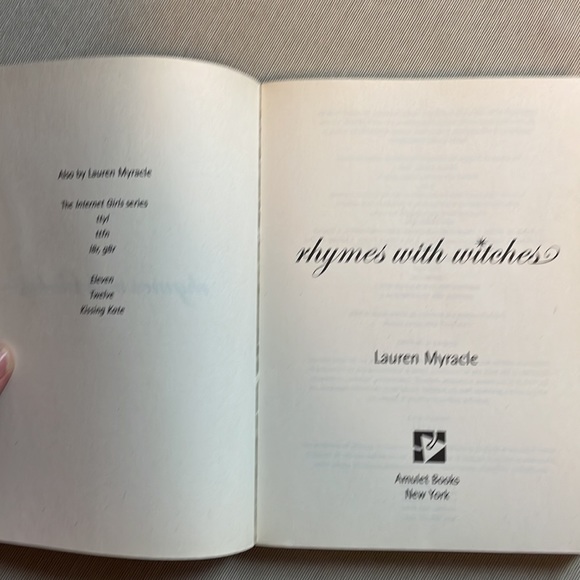 Also by Lauren Myracle
The Internet Girls series
ttyl
ttfn
l8r, g8r
Eleven
Twelve
Kissing Kate
rhymes with witches
Lauren Myracle
Amulet Books
New York